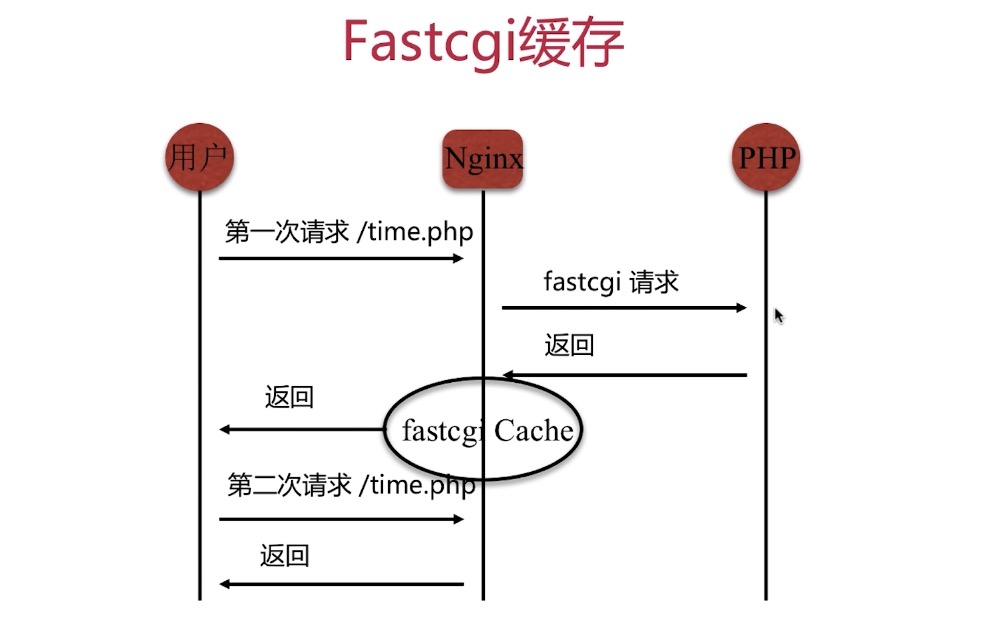 Fastcgi缓存
用户
Nginx
PHP
第一次请求 /time.php
fastcgi 请求
返回
返回
fastcgi Cache
第二次请求 /time.php
返回